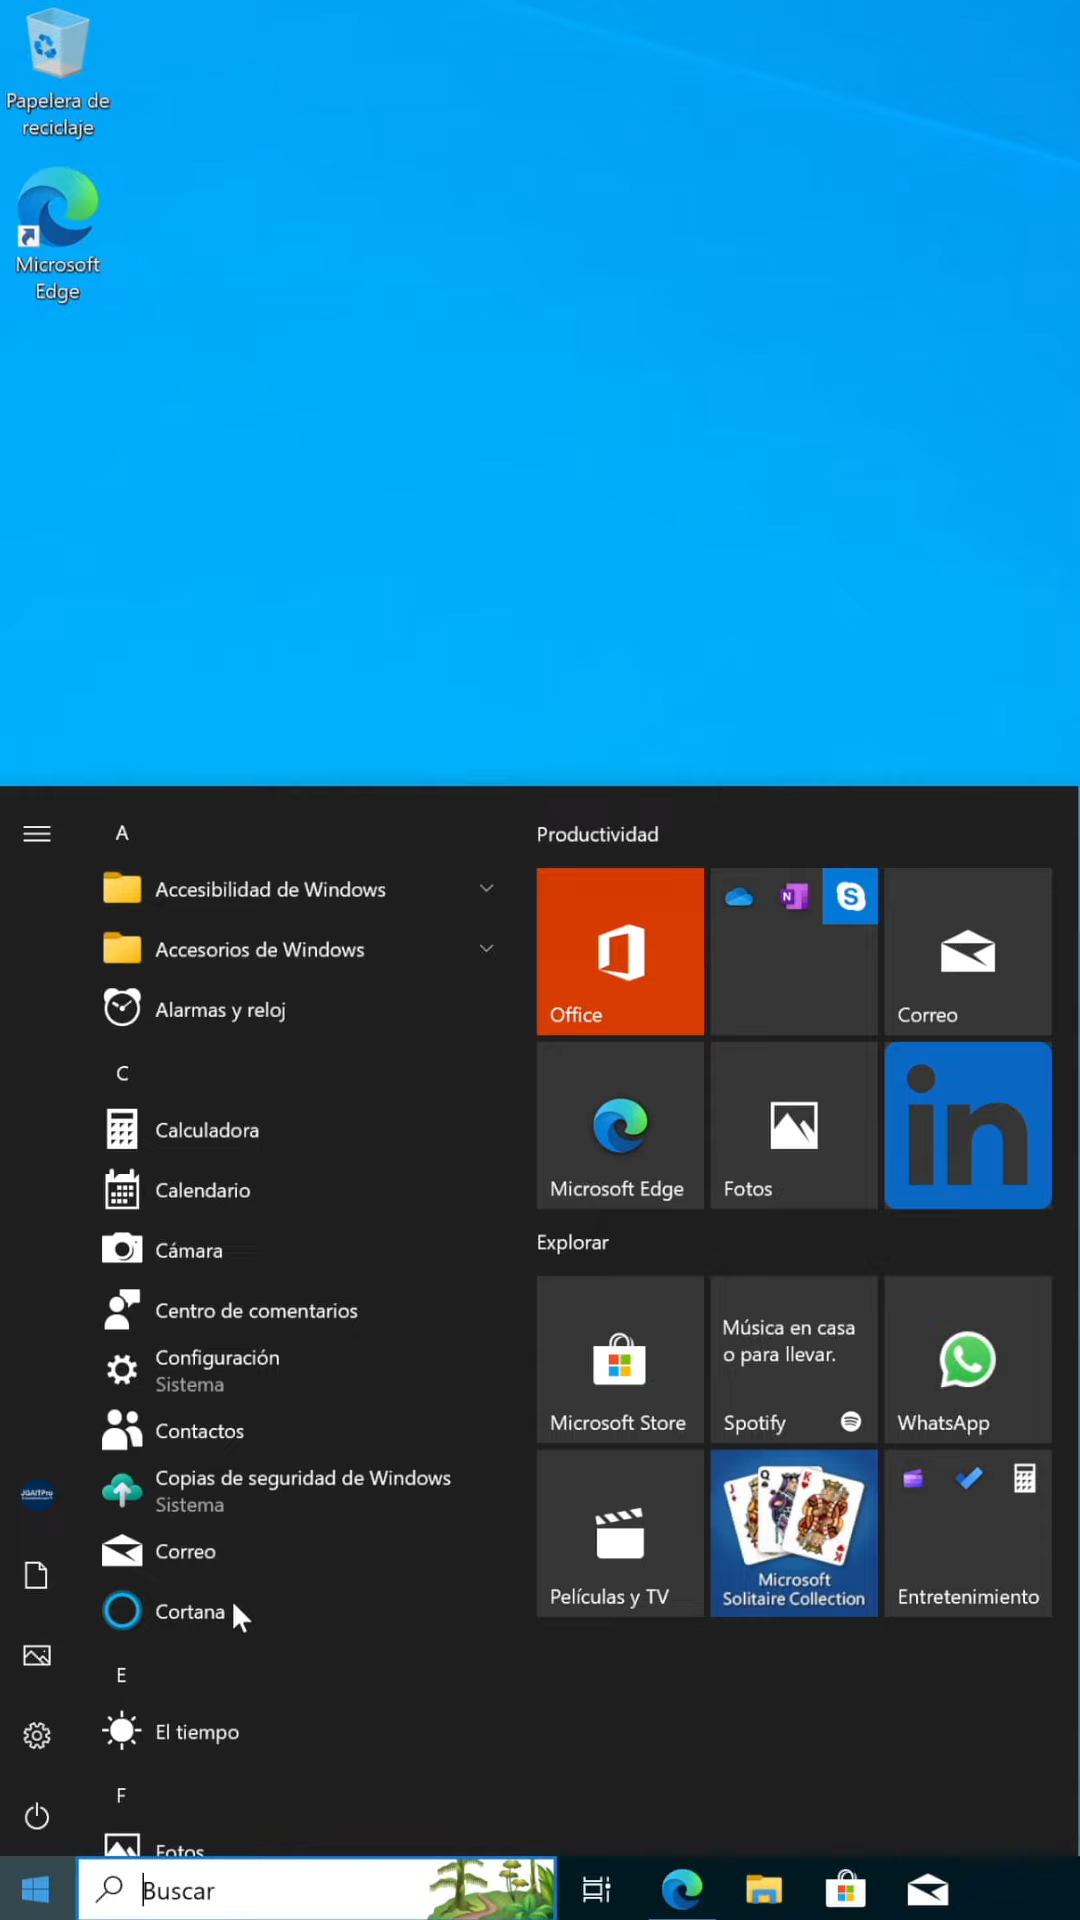 Papelera de
reciclaje
Microsoft
Edge
A
Accesibilidad de Windows
Accesorios de Windows
Alarmas y reloj
C
Calculadora
Calendario
Cámara
Centro de comentarios
Configuración
Sistema
Contactos
Copias de seguridad de Windows
Sistema
Correo
Cortana
E
El tiempo
F
Fotos
Productividad
Office
N
S
Correo
Microsoft Edge
Fotos
in
Explorar
Microsoft Store
Música en casa
o para llevar.
Spotify
WhatsApp
Películas y TV
J
Q
K
Microsoft
Solitaire Collection
Entretenimiento
JGAITPro
Buscar